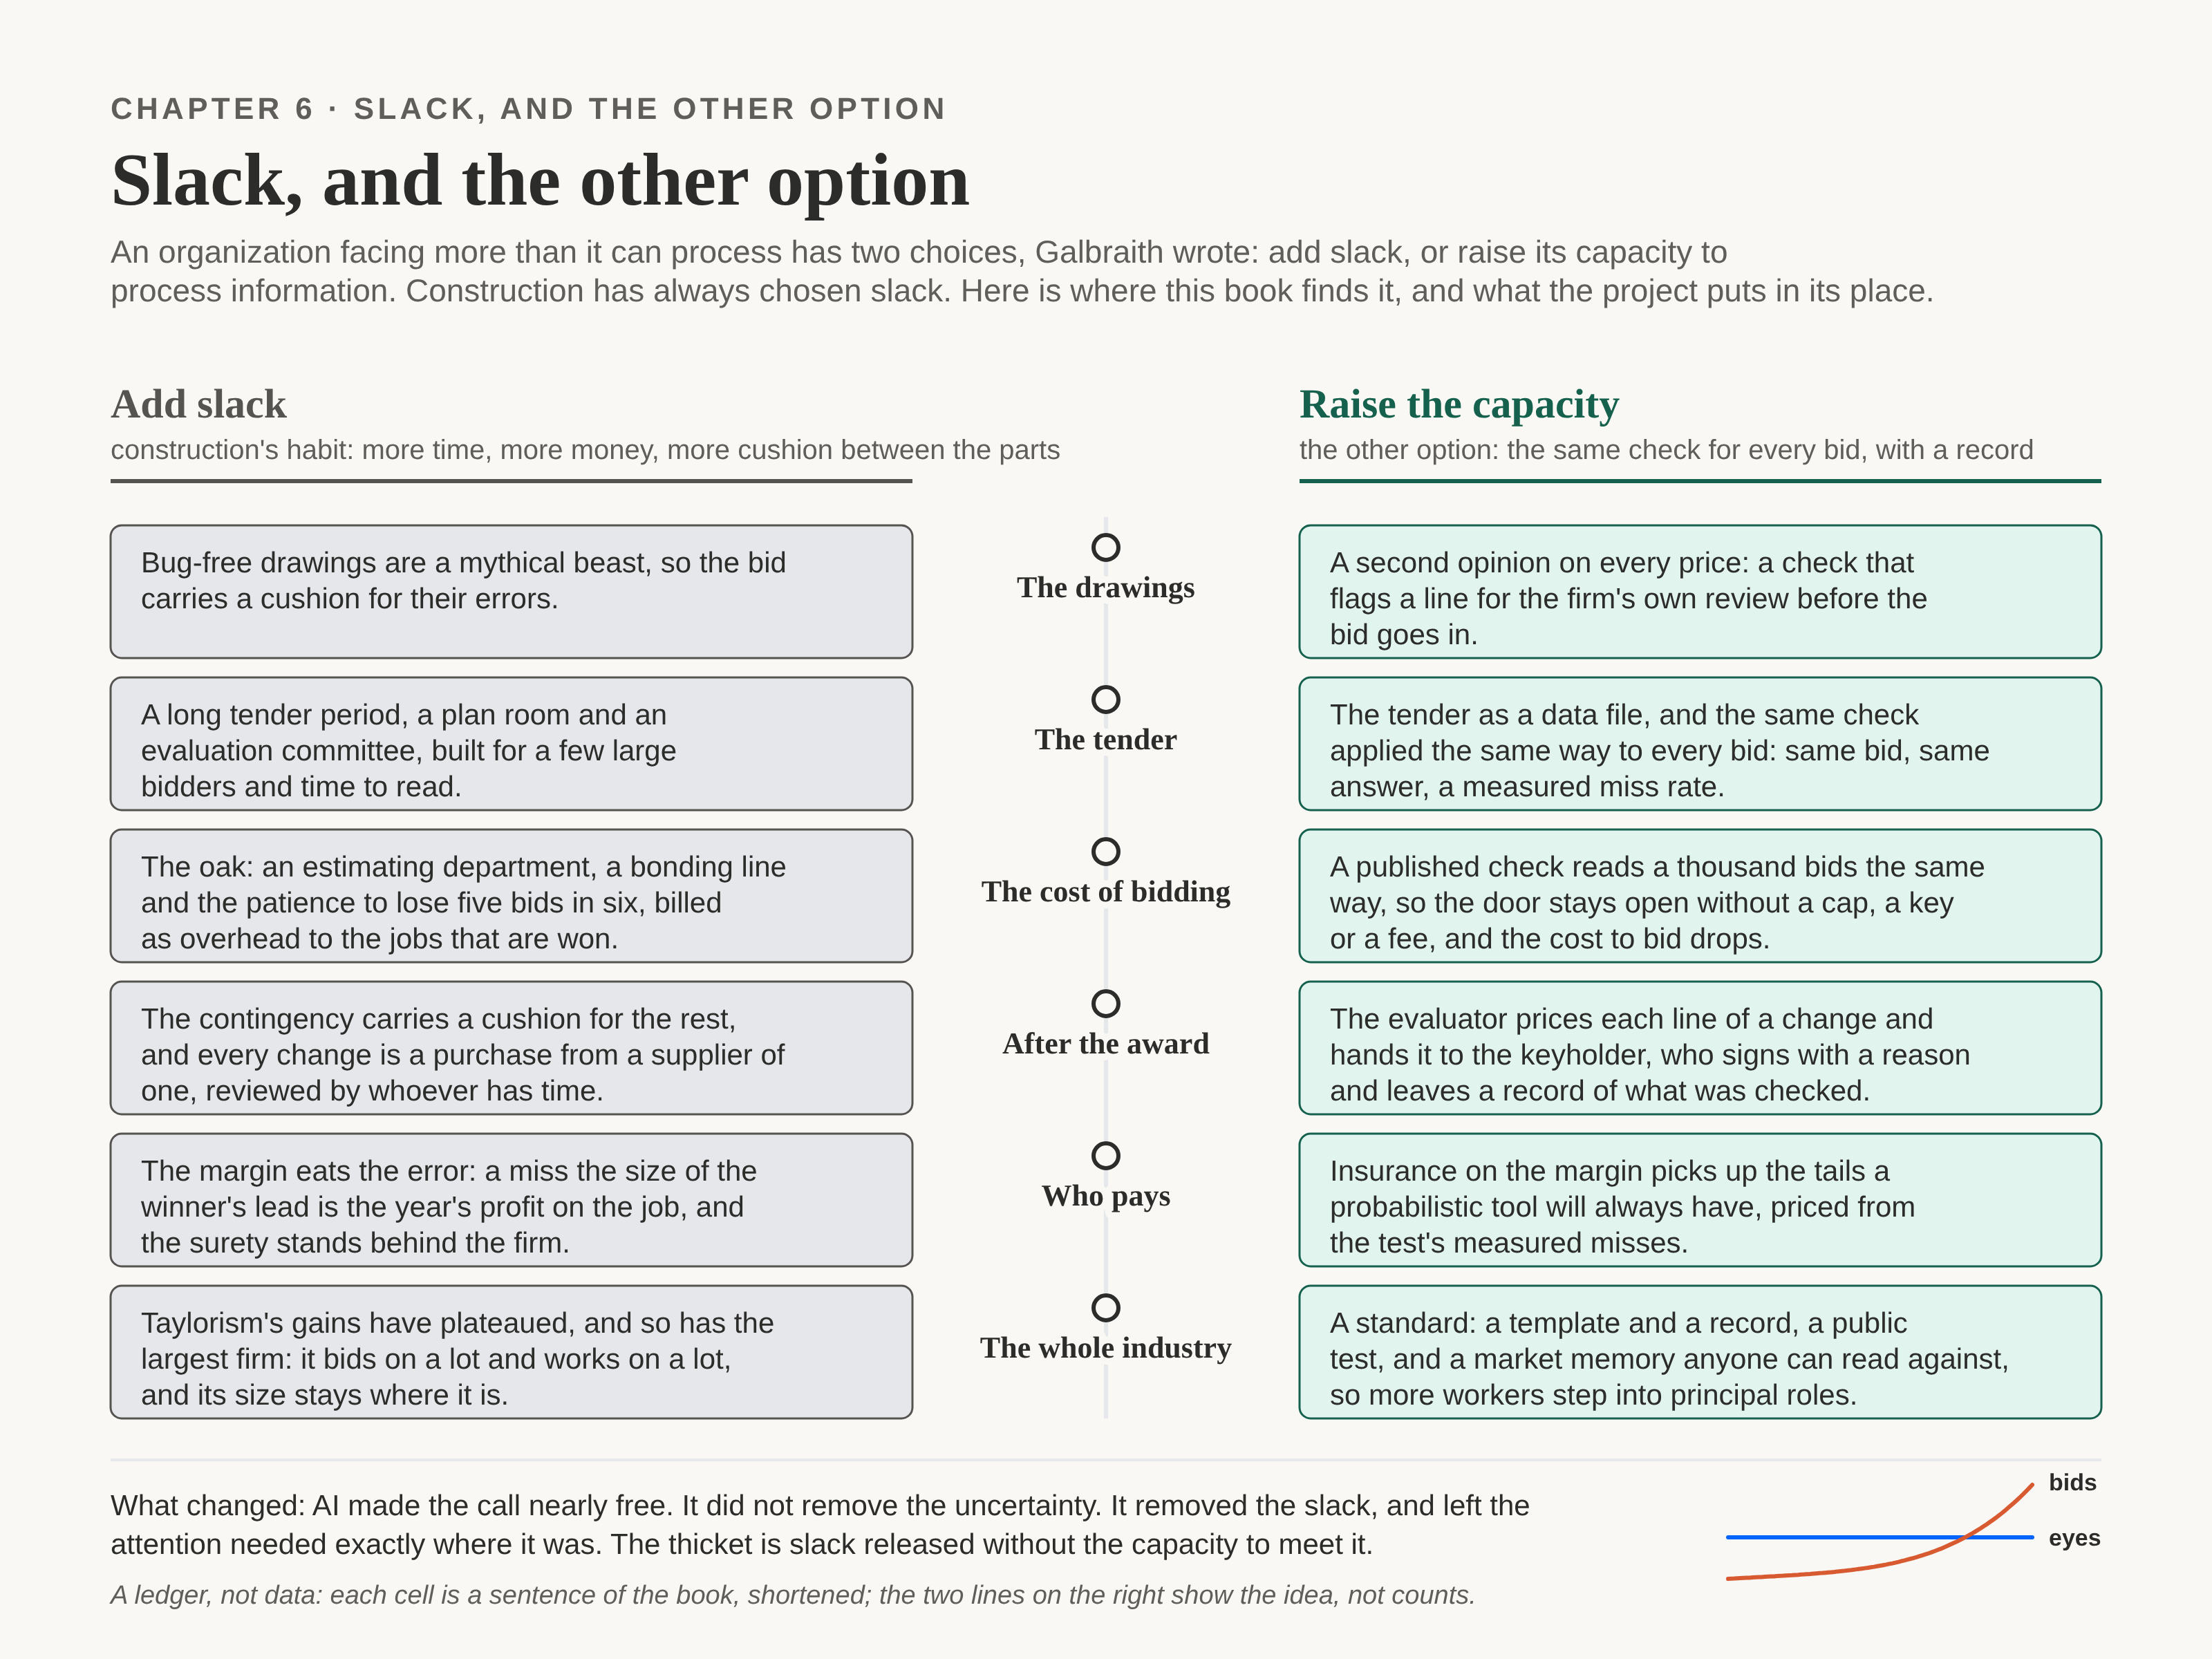 CHAPTER 6 · SLACK, AND THE OTHER OPTION
Slack, and the other option
An organization facing more than it can process has two choices, Galbraith wrote: add slack, or raise its capacity to
process information. Construction has always chosen slack. Here is where this book finds it, and what the project puts in its place.
Add slack
construction's habit: more time, more money, more cushion between the parts
Raise the capacity
the other option: the same check for every bid, with a record
Bug-free drawings are a mythical beast, so the bid
carries a cushion for their errors.
The drawings
A second opinion on every price: a check that
flags a line for the firm's own review before the
bid goes in.
A long tender period, a plan room and an
evaluation committee, built for a few large
bidders and time to read.
The tender
The tender as a data file, and the same check
applied the same way to every bid: same bid, same
answer, a measured miss rate.
The oak: an estimating department, a bonding line
and the patience to lose five bids in six, billed
as overhead to the jobs that are won.
The cost of bidding
A published check reads a thousand bids the same
way, so the door stays open without a cap, a key
or a fee, and the cost to bid drops.
The contingency carries a cushion for the rest,
and every change is a purchase from a supplier of
one, reviewed by whoever has time.
After the award
The evaluator prices each line of a change and
hands it to the keyholder, who signs with a reason
and leaves a record of what was checked.
The margin eats the error: a miss the size of the
winner's lead is the year's profit on the job, and
the surety stands behind the firm.
Who pays
Insurance on the margin picks up the tails a
probabilistic tool will always have, priced from
the test's measured misses.
Taylorism's gains have plateaued, and so has the
largest firm: it bids on a lot and works on a lot,
and its size stays where it is.
The whole industry
A standard: a template and a record, a public
test, and a market memory anyone can read against,
so more workers step into principal roles.
What changed: AI made the call nearly free. It did not remove the uncertainty. It removed the slack, and left the
attention needed exactly where it was. The thicket is slack released without the capacity to meet it.
A ledger, not data: each cell is a sentence of the book, shortened; the two lines on the right show the idea, not counts.
bids
eyes